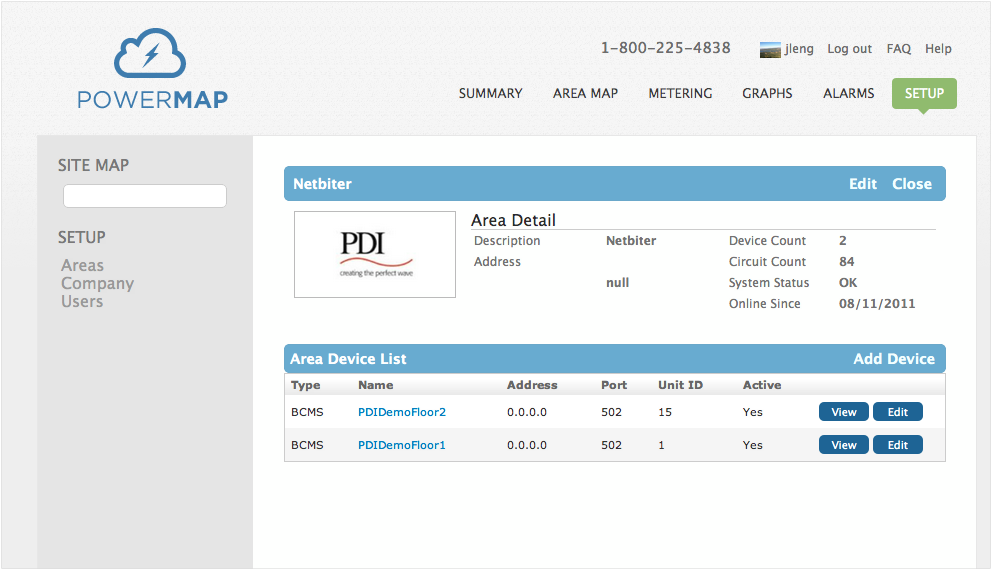 1-800-225-4838 jleng Log out FAQ Help
POWERMAP
SUMMARY AREA MAP METERING GRAPHS ALARMS SETUP
SITE MAP
SETUP
Areas
Company
Users
Netbiter Edit Close
PDI
creating the perfect wave
Area Detail
Description Netbiter Device Count 2
Address Circuit Count 84
null System Status OK
Online Since 08/11/2011
Area Device List Add Device
Type Name Address Port Unit ID Active
BCMS PDIDemoFloor2 0.0.0.0 502 15 Yes View Edit
BCMS PDIDemoFloor1 0.0.0.0 502 1 Yes View Edit